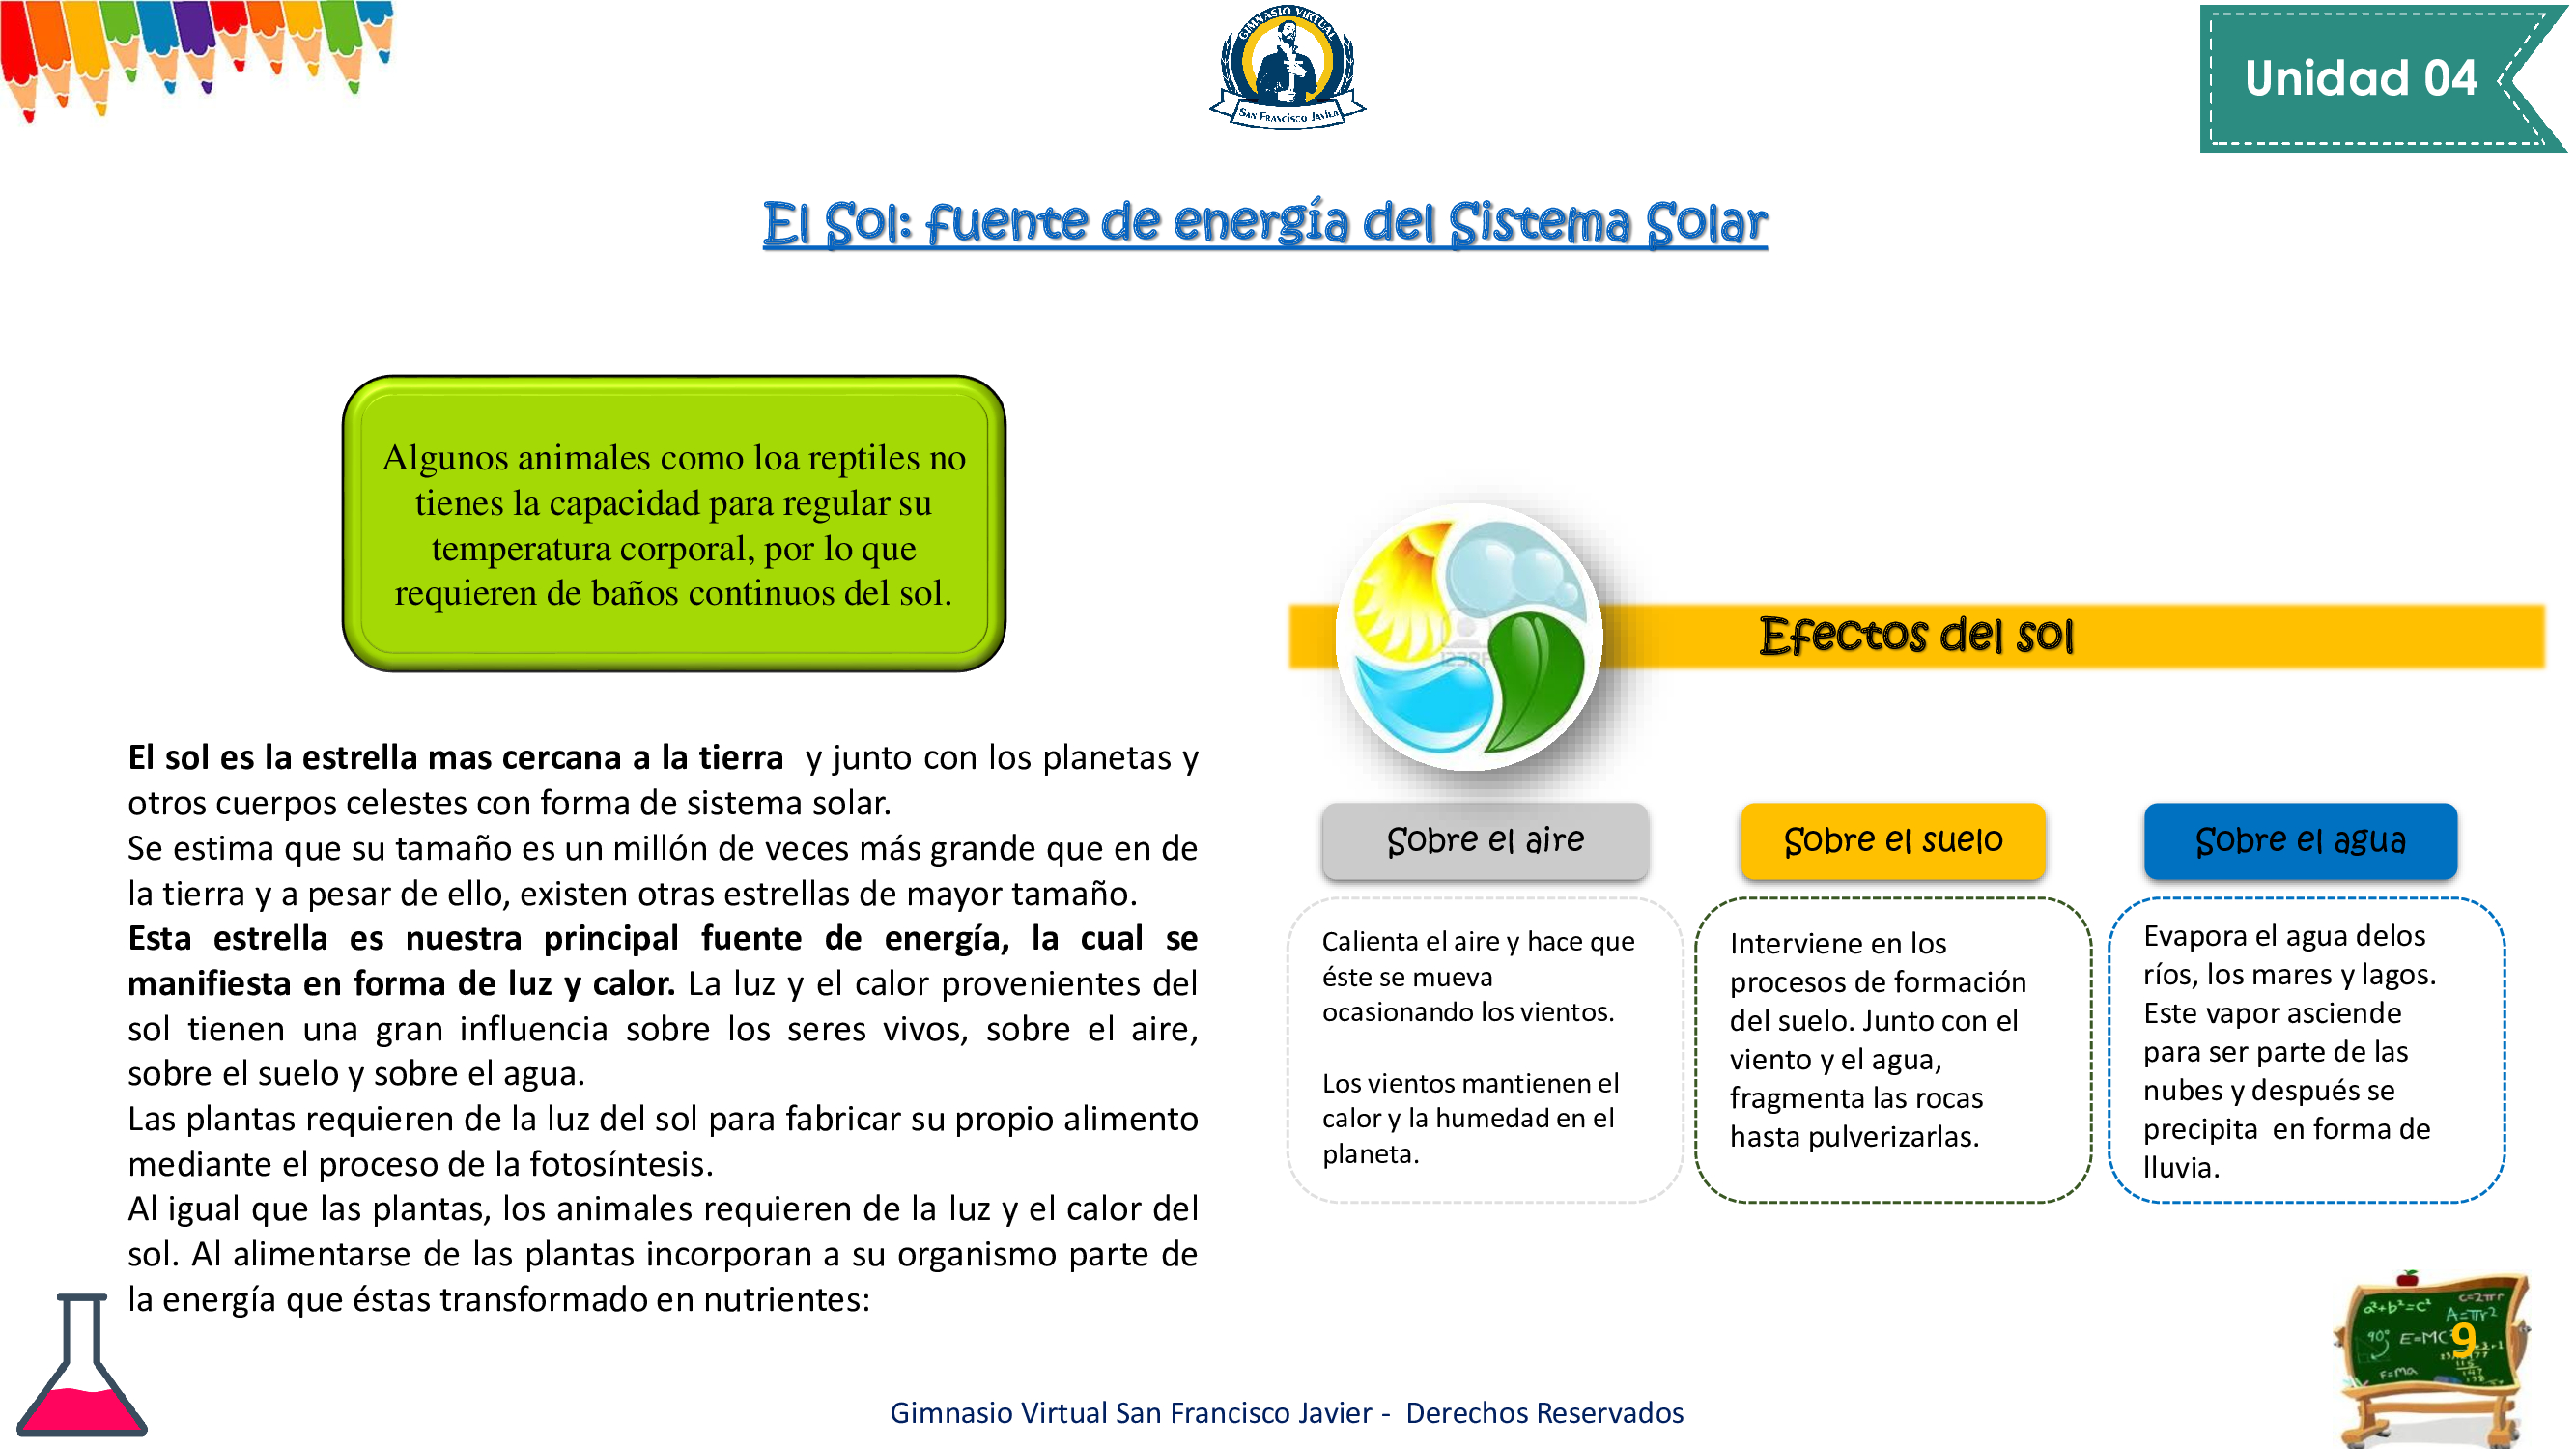 GIMNASIO VIRTUAL
Unidad 04
El Sol: fuente de energía del Sistema Solar
Algunos animales como loa reptiles no
tienes la capacidad para regular su
temperatura corporal, por lo que
requieren de baños continuos del sol.
El sol es la estrella mas cercana a la tierra y junto con los planetas y
otros cuerpos celestes con forma de sistema solar.
Se estima que su tamaño es un millón de veces más grande que en de
la tierra y a pesar de ello, existen otras estrellas de mayor tamaño.
Esta estrella es nuestra principal fuente de energía, la cual se
manifiesta en forma de luz y calor. La luz y el calor provenientes del
sol tienen una gran influencia sobre los seres vivos, sobre el aire,
sobre el suelo y sobre el agua.
Las plantas requieren de la luz del sol para fabricar su propio alimento
mediante el proceso de la fotosíntesis.
Al igual que las plantas, los animales requieren de la luz y el calor del
sol. Al alimentarse de las plantas incorporan a su organismo parte de
la energía que éstas transformado en nutrientes:
123RF
Efectos del sol
Sobre el aire
Calienta el aire y hace que
éste se mueva
ocasionando los vientos.
Los vientos mantienen el
calor y la humedad en el
planeta.
Sobre el suelo
Interviene en los
procesos de formación
del suelo. Junto con el
viento y el agua,
fragmenta las rocas
hasta pulverizarlas.
Sobre el agua
Evapora el agua delos
ríos, los mares y lagos.
Este vapor asciende
para ser parte de las
nubes y después se
precipita en forma de
lluvia.
a²+b²=c²
c=2πr
A=πr²
90°
E=MC
F=ma
9
Gimnasio Virtual San Francisco Javier - Derechos Reservados